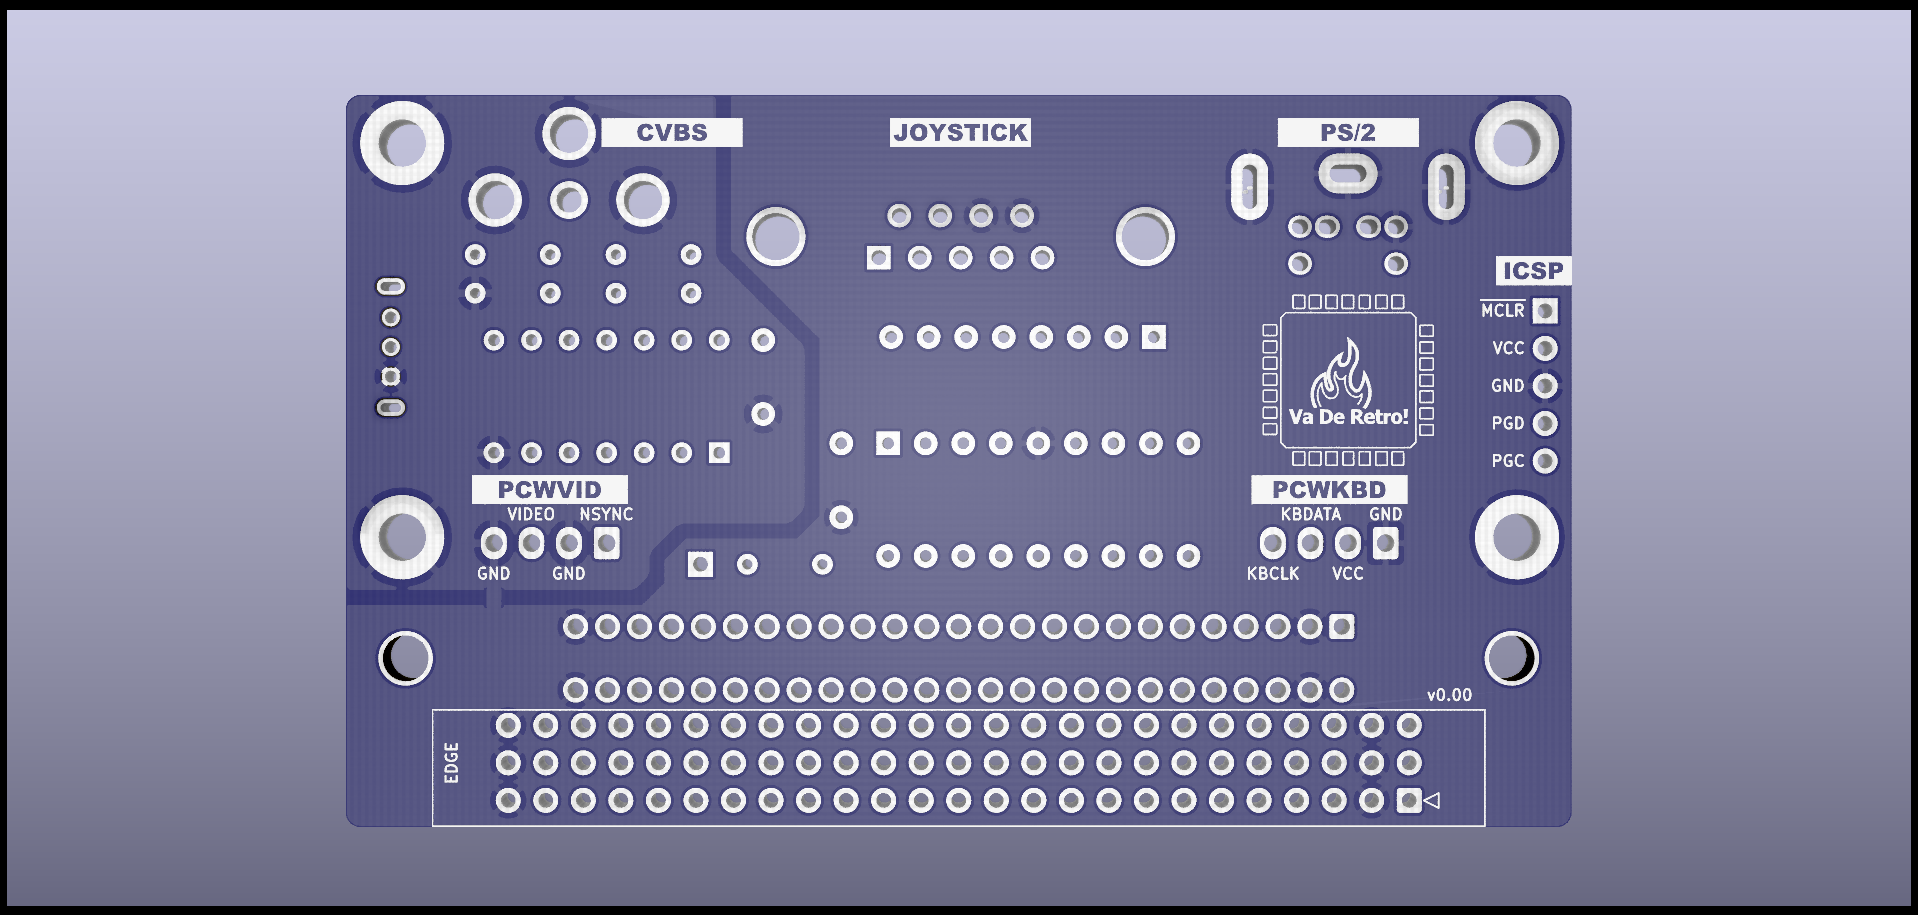 CVBS
JOYSTICK
PS/2
ICSP
MCLR
VCC
GND
PGD
PGC
Va De Retro!
PCWVID
VIDEO NSYNC
GND GND
PCWKBD
KBDATA GND
KBCLK VCC
v0.00
EDGE